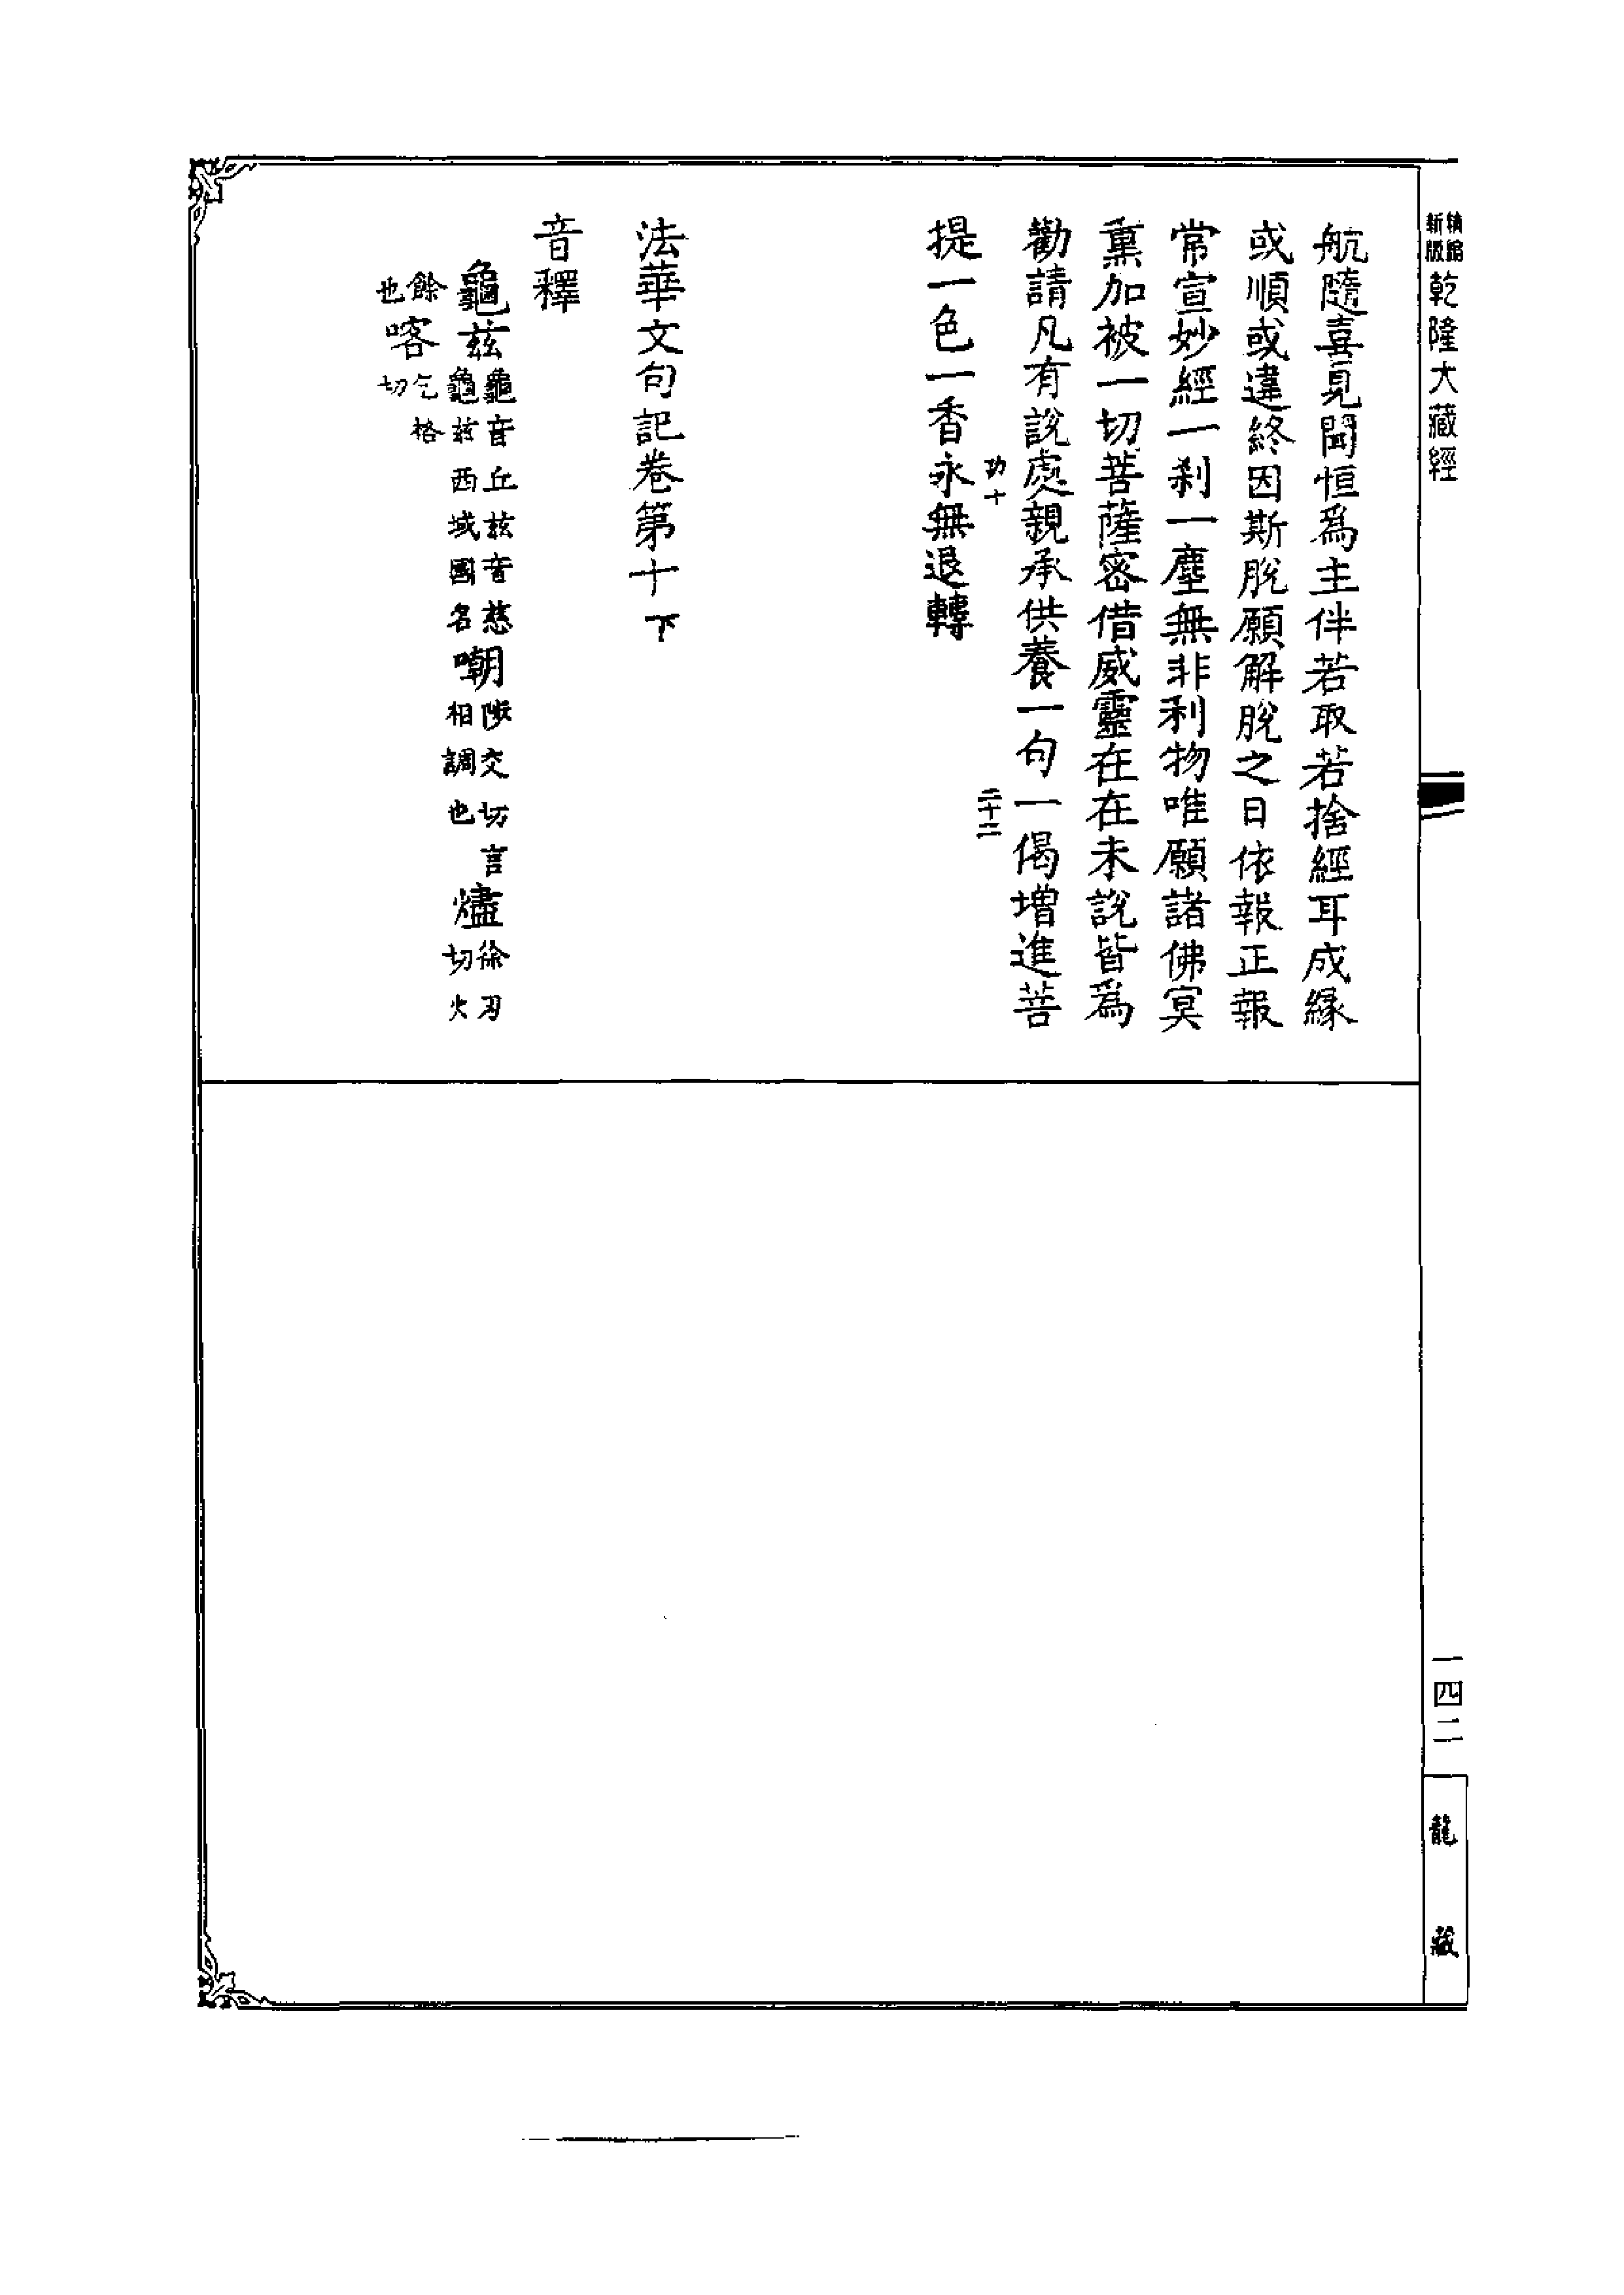 新編縮版
乾隆大藏經
航隨喜見聞恒爲主伴若取若捨經耳成緣
或順或違終因斯脫願解脫之日依報正報
常宣妙經一剎一塵無非利物唯願諸佛冥
熏加被一切菩薩密借威靈在在未說皆爲
勸請凡有說處親承供養一句一偈增進菩
功十 二十二
提一色一香永無退轉
法華文句記卷第十下
音釋
龜茲龜音丘茲音慈龜茲西域國名嘲陟交切言相調也燼徐刃切火
餘也喀乞格切
一四二
龍藏